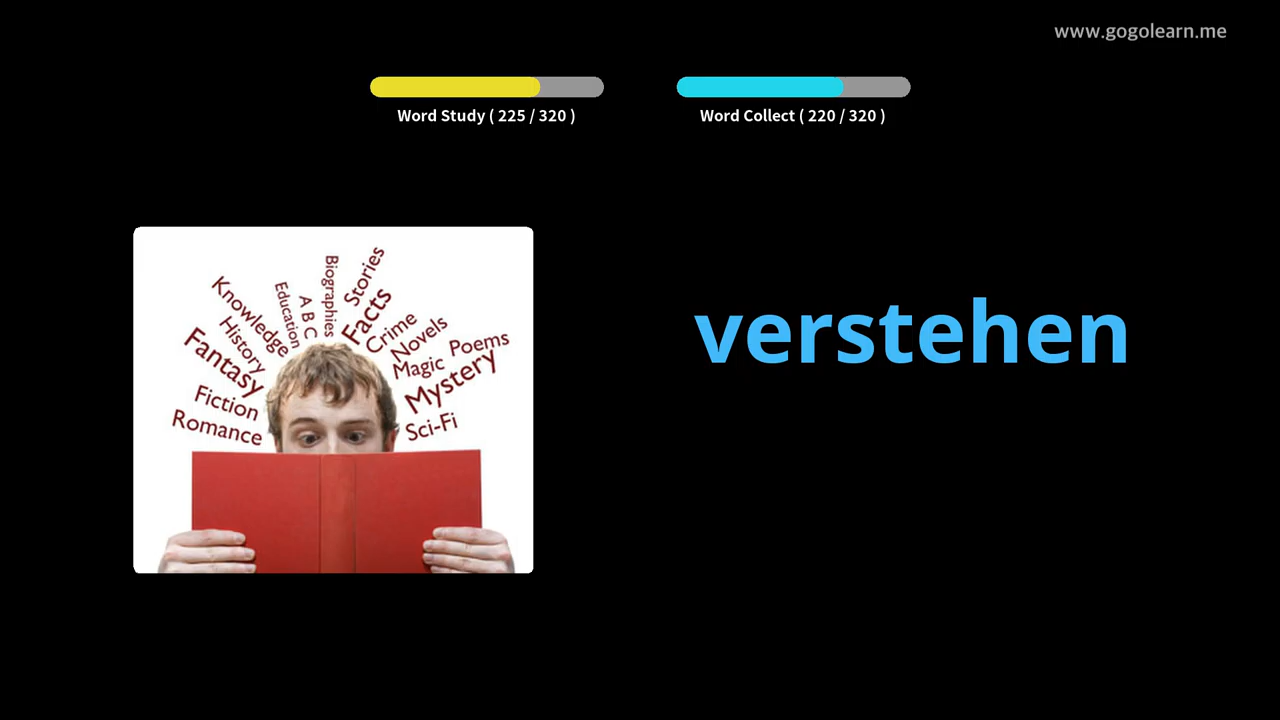 www.gogolearn.me
Word Study ( 225 / 320 )
Word Collect ( 220 / 320 )
Romance
Fiction
Fantasy
History
Knowledge
Education
A B C
Biographies
Stories
Facts
Crime
Novels
Magic
Poems
Mystery
Sci-Fi
verstehen